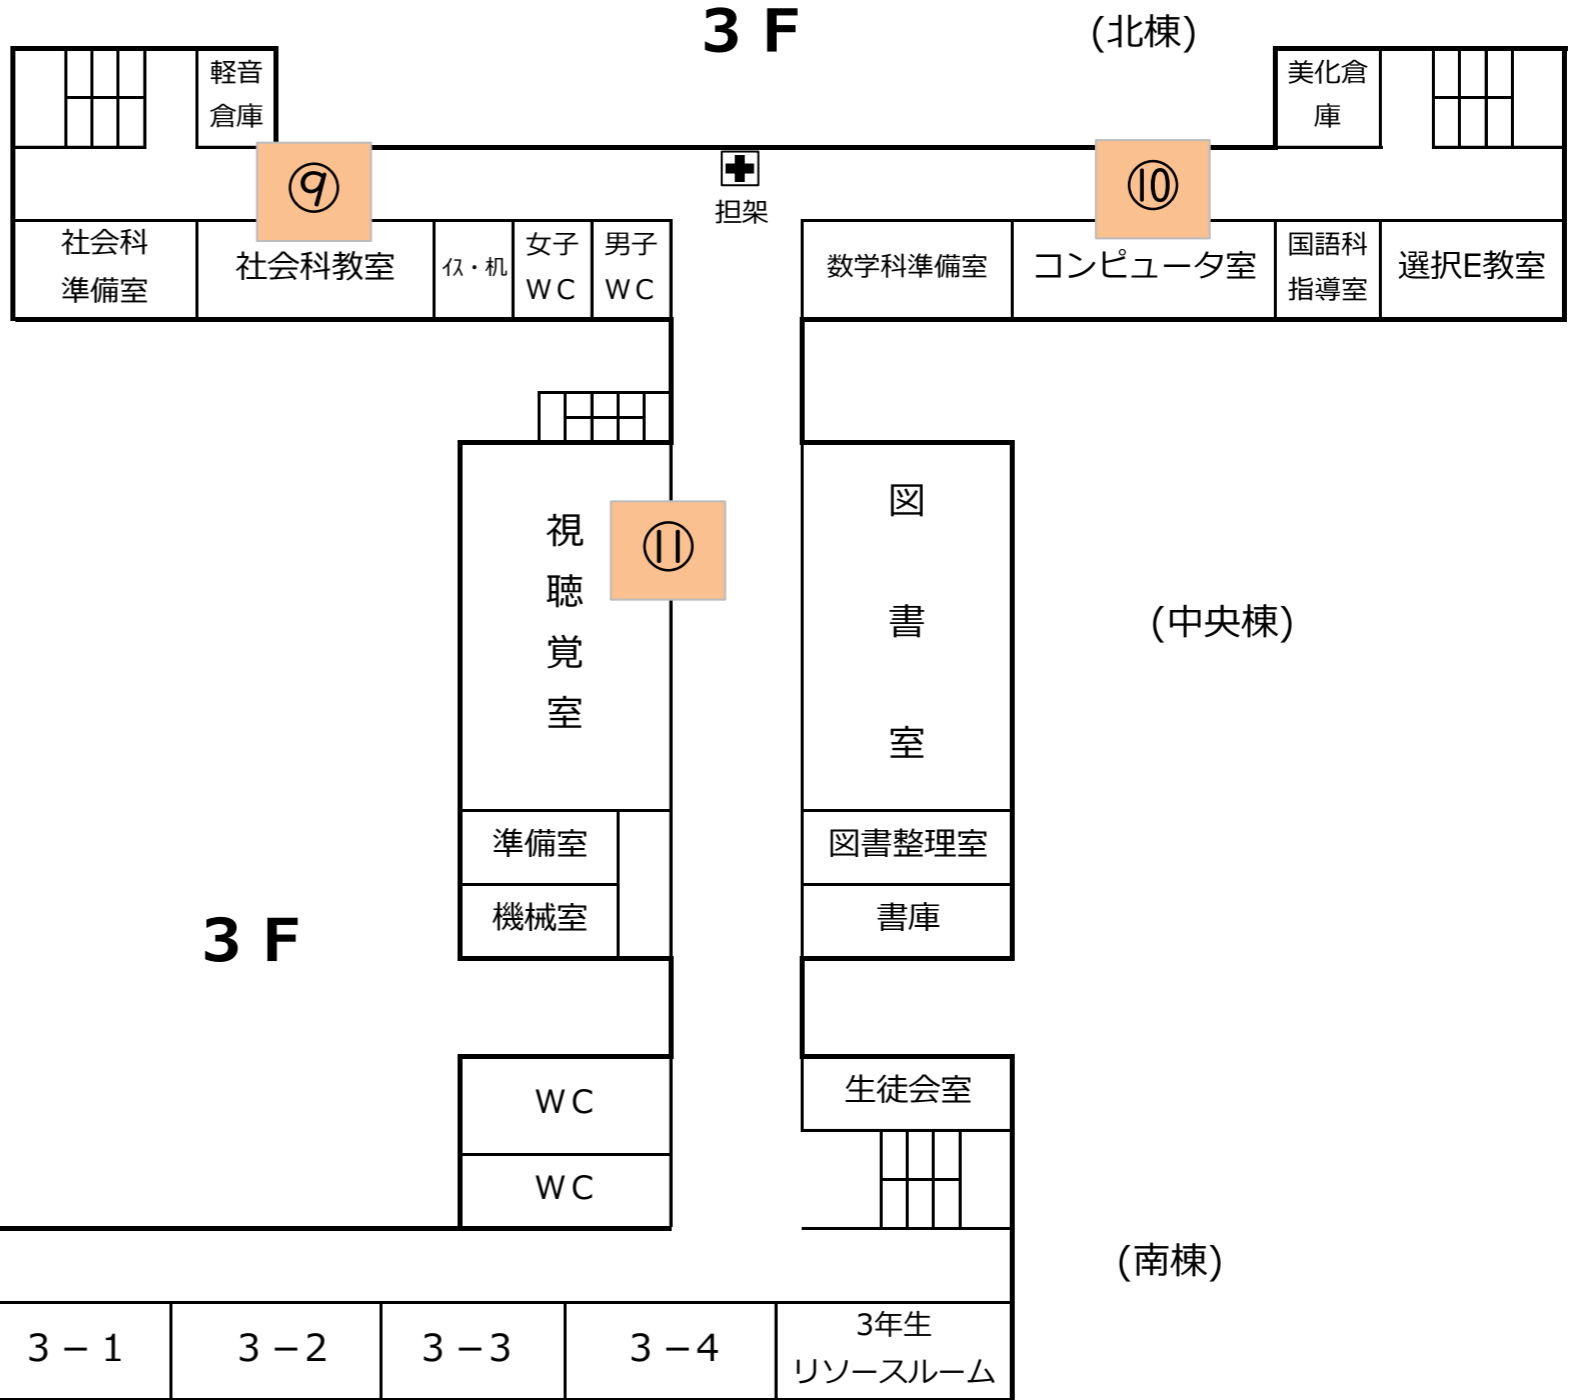 ３Ｆ
(北棟)
軽音
倉庫
美化倉
庫
⑨
担架
⑩
社会科
準備室
社会科教室
ｲｽ・机
女子
ＷＣ
男子
ＷＣ
数学科準備室
コンピュータ室
国語科
指導室
選択E教室
視
聴
覚
室
⑪
図
書
室
(中央棟)
準備室
機械室
図書整理室
書庫
３Ｆ
ＷＣ
ＷＣ
生徒会室
(南棟)
３－１
３－２
３－３
３－４
3年生
リソースルーム